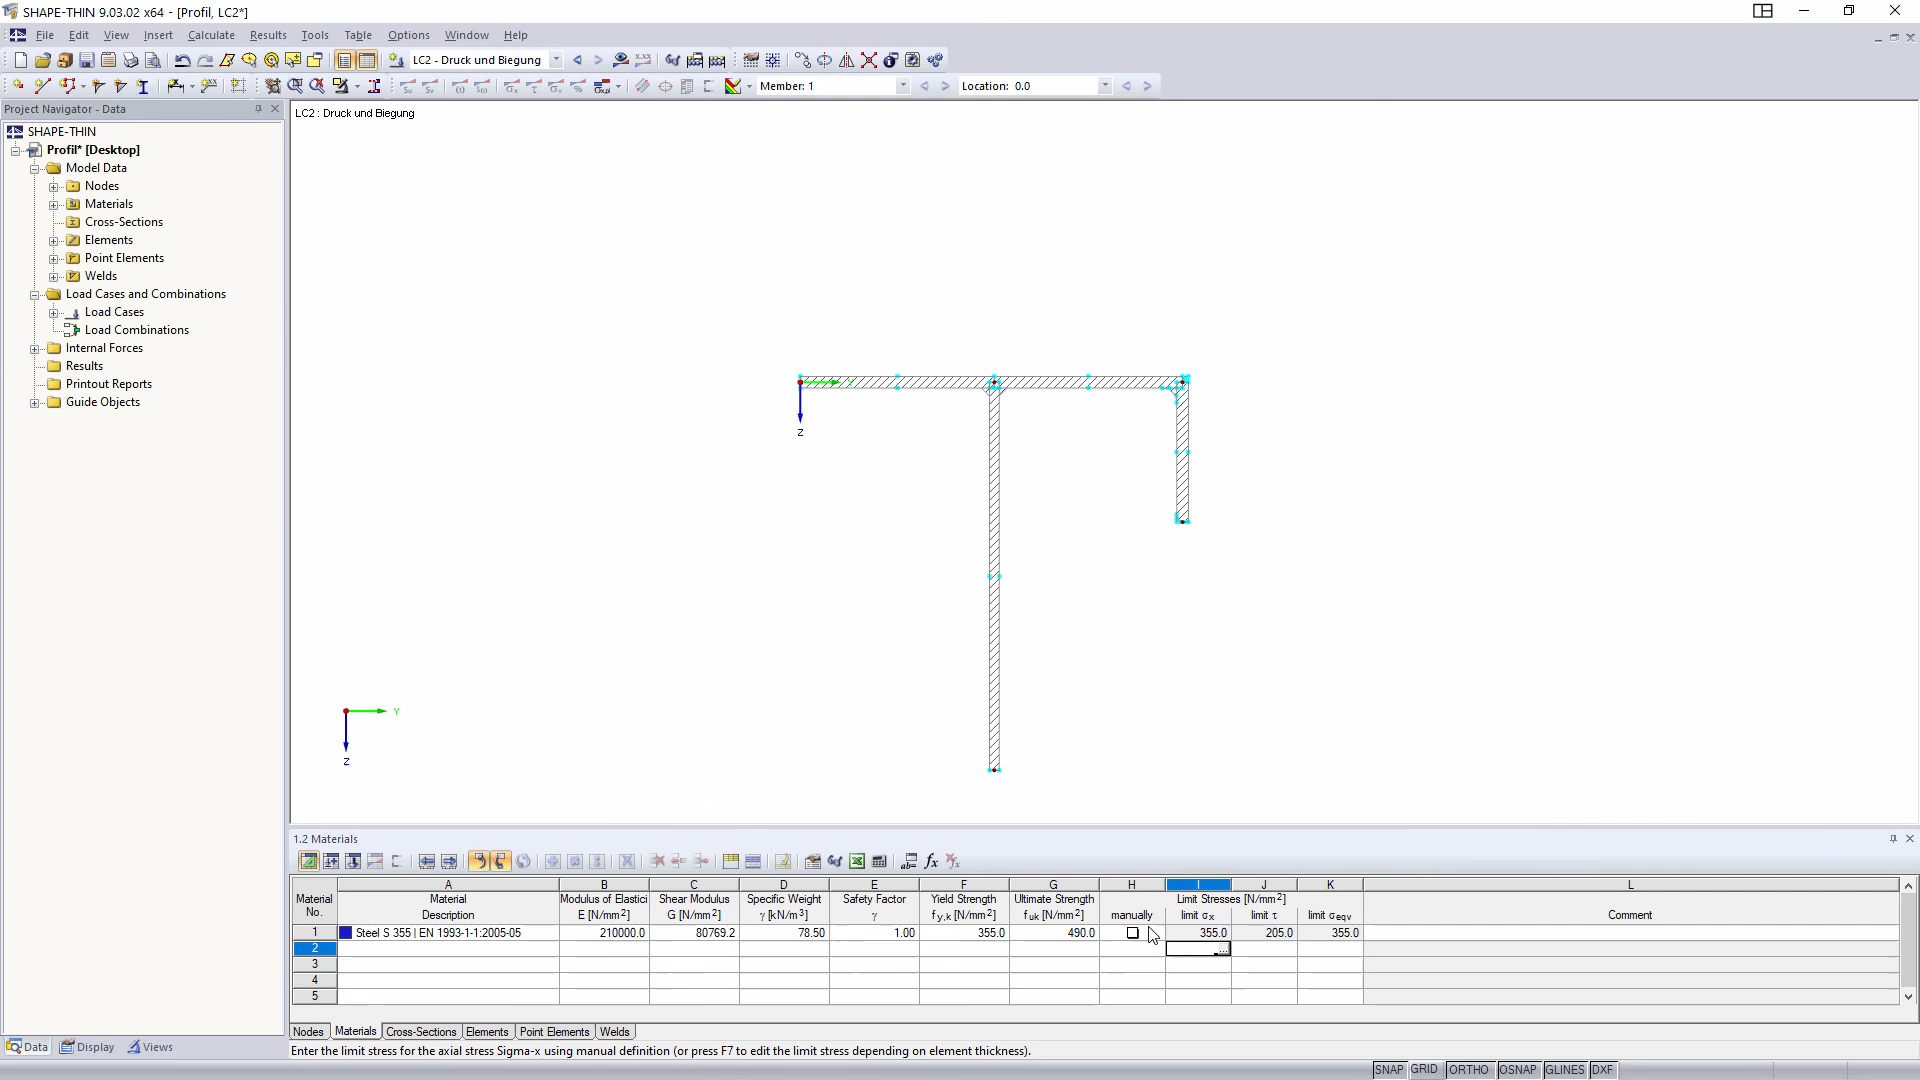 SHAPE-THIN 9.03.02 x64 - [Profil, LC2*]
File Edit View Insert Calculate Results Tools Table Options Window Help
LC2 - Druck und Biegung
Member: 1
Location: 0.0
Project Navigator - Data
SHAPE-THIN
Profil* [Desktop]
Model Data
Nodes
Materials
Cross-Sections
Elements
Point Elements
Welds
Load Cases and Combinations
Load Cases
Load Combinations
Internal Forces
Results
Printout Reports
Guide Objects
Data Display Views
LC2 : Druck und Biegung
Y
Z
Y
Z
1.2 Materials
A B C D E F G H I J K L
Material Material Modulus of Elastici Shear Modulus Specific Weight Safety Factor Yield Strength Ultimate Strength Limit Stresses [N/mm²]
No. Description E [N/mm²] G [N/mm²] γ [kN/m³] γ fy,k [N/mm²] fuk [N/mm²] manually limit σx limit τ limit σeqv Comment
1 Steel S 355 | EN 1993-1-1:2005-05 210000.0 80769.2 78.50 1.00 355.0 490.0 355.0 205.0 355.0
2
3
4
5
Nodes Materials Cross-Sections Elements Point Elements Welds
Enter the limit stress for the axial stress Sigma-x using manual definition (or press F7 to edit the limit stress depending on element thickness).
SNAP GRID ORTHO OSNAP GLINES DXF